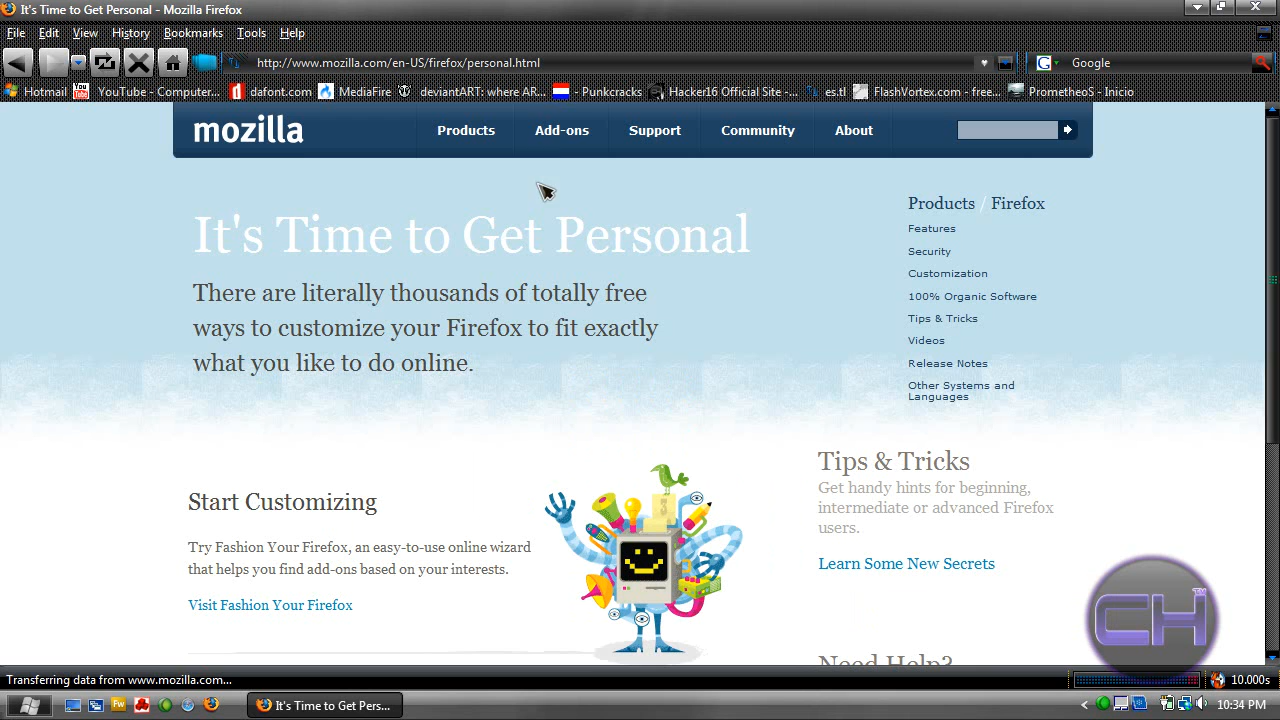 It's Time to Get Personal - Mozilla Firefox
File Edit View History Bookmarks Tools Help
http://www.mozilla.com/en-US/firefox/personal.html
G Google
Hotmail YouTube - Computer... dafont.com MediaFire deviantART: where AR... - Punkcracks Hacker16 Official Site -... es.tl FlashVortex.com - free... PrometheoS - Inicio
mozilla Products Add-ons Support Community About
It's Time to Get Personal
There are literally thousands of totally free
ways to customize your Firefox to fit exactly
what you like to do online.
Products / Firefox
Features
Security
Customization
100% Organic Software
Tips & Tricks
Videos
Release Notes
Other Systems and
Languages
Start Customizing
Try Fashion Your Firefox, an easy-to-use online wizard
that helps you find add-ons based on your interests.
Visit Fashion Your Firefox
Tips & Tricks
Get handy hints for beginning,
intermediate or advanced Firefox
users.
Learn Some New Secrets
Need Help?
CH™
Transferring data from www.mozilla.com...
10.000s
Fw
It's Time to Get Pers...
10:34 PM